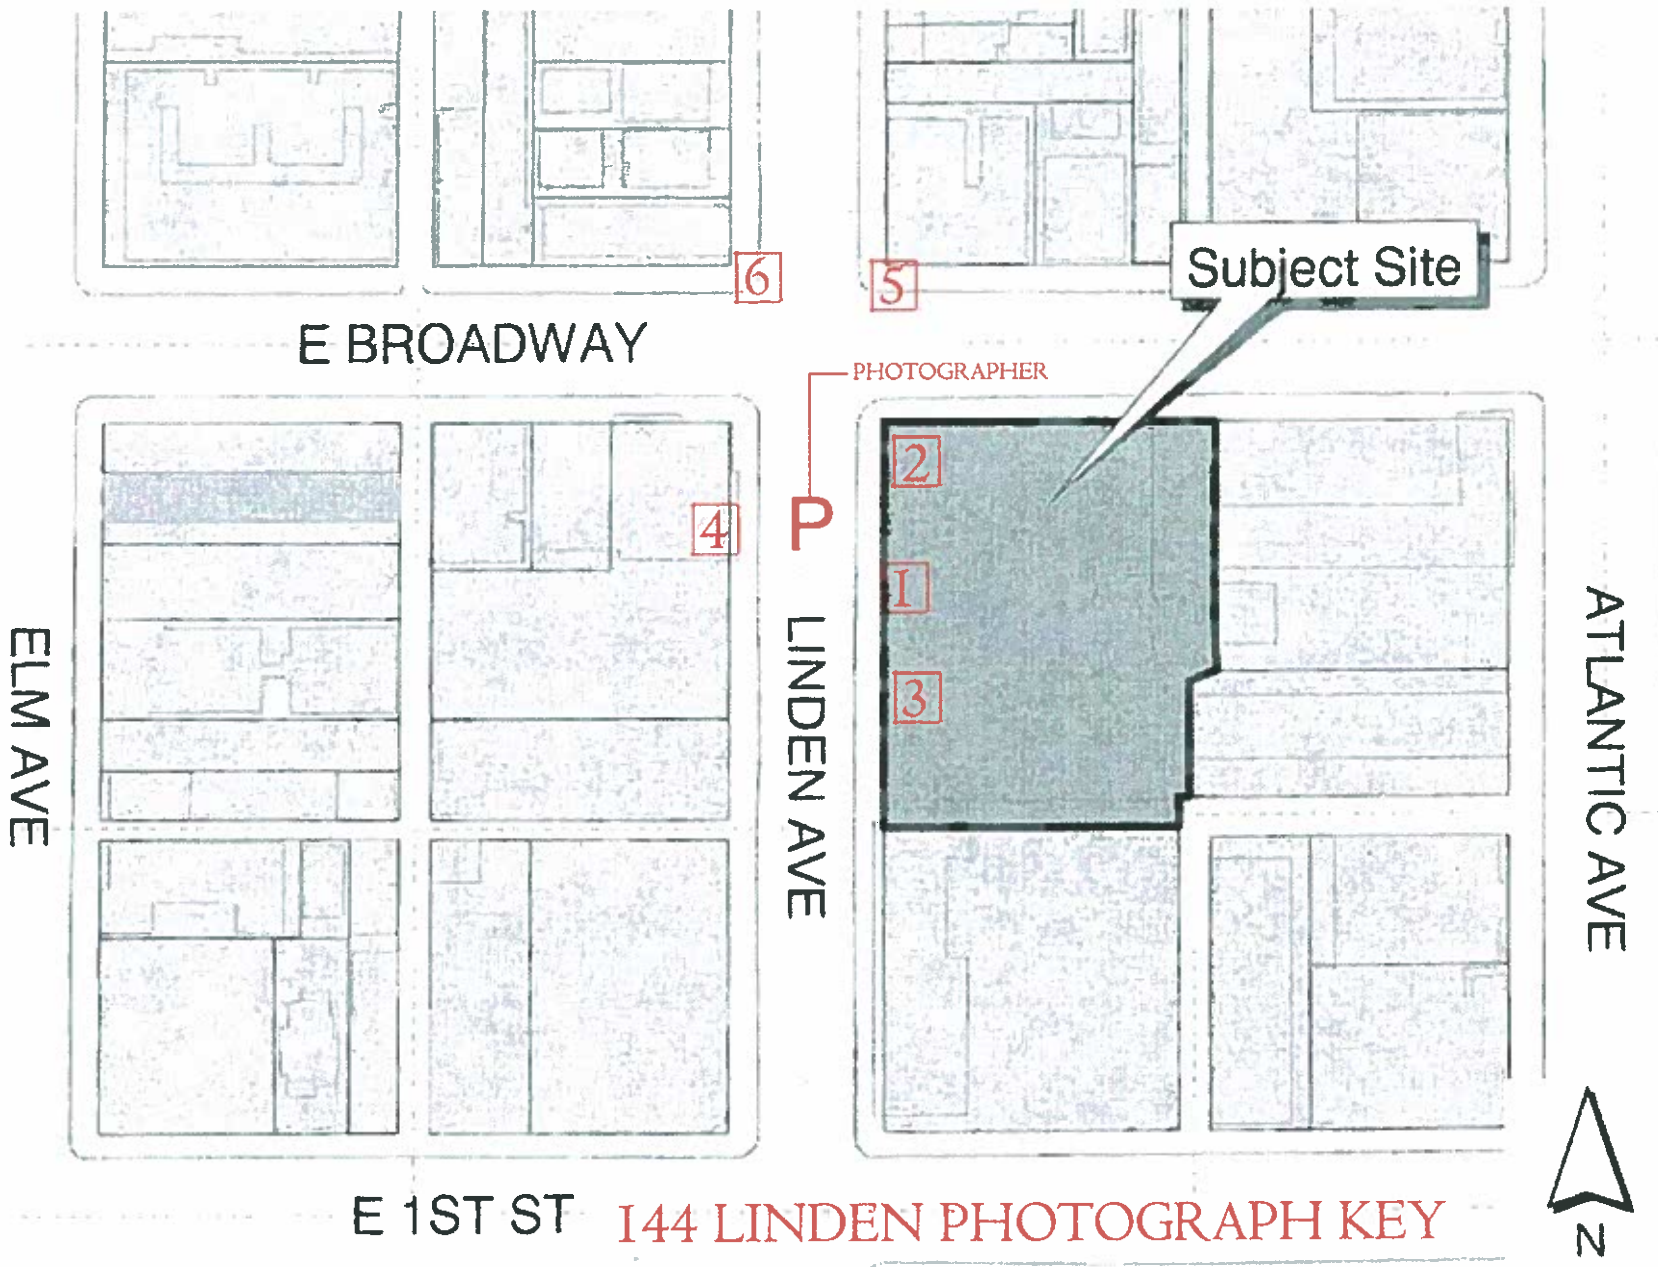 6
5
Subject Site
E BROADWAY
PHOTOGRAPHER
2
4
P
1
3
ELM AVE
LINDEN AVE
ATLANTIC AVE
E 1ST ST
144 LINDEN PHOTOGRAPH KEY
N